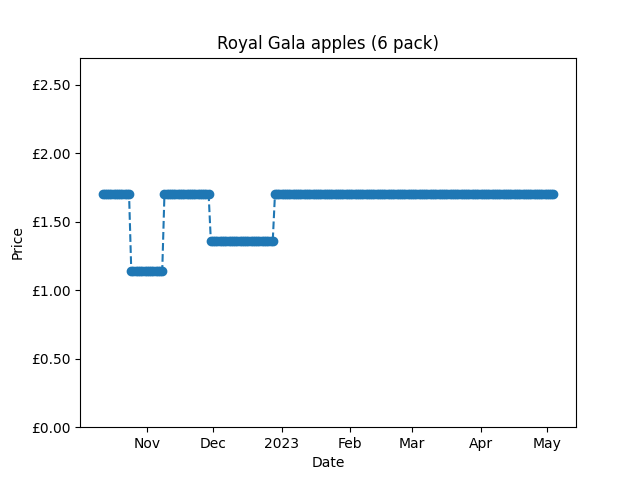 Royal Gala apples (6 pack)
£2.50
£2.00
£1.50
£1.00
£0.50
£0.00
Price
Nov Dec 2023 Feb Mar Apr May
Date